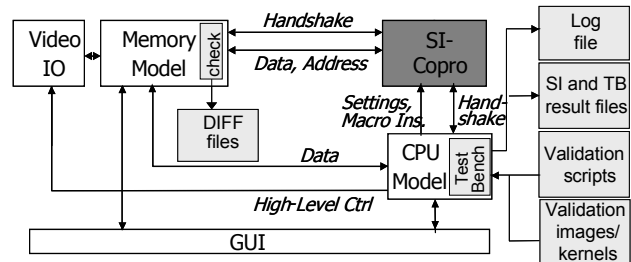 Video
IO
Memory
Model
check
Handshake
Data, Address
SI-
Copro
Log
file
SI and TB
result files
DIFF
files
Settings,
Macro Ins.
Hand-
shake
Data
CPU
Model
Test
Bench
Validation
scripts
High-Level Ctrl
GUI
Validation
images/
kernels